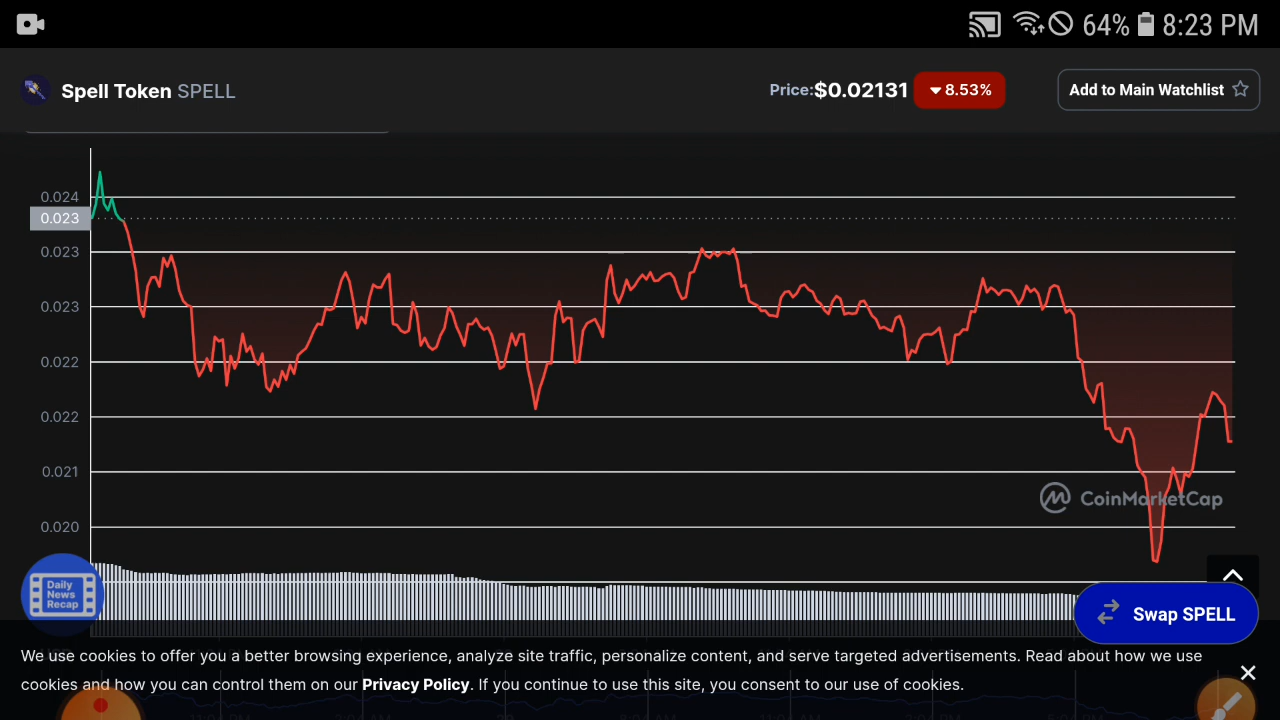 64% 8:23 PM
Spell Token SPELL
Price:$0.02131 8.53%
Add to Main Watchlist
0.024
0.023
0.023
0.023
0.022
0.022
0.021
0.020
CoinMarketCap
Daily
News
Recap
Swap SPELL
We use cookies to offer you a better browsing experience, analyze site traffic, personalize content, and serve targeted advertisements. Read about how we use
cookies and how you can control them on our Privacy Policy. If you continue to use this site, you consent to our use of cookies.